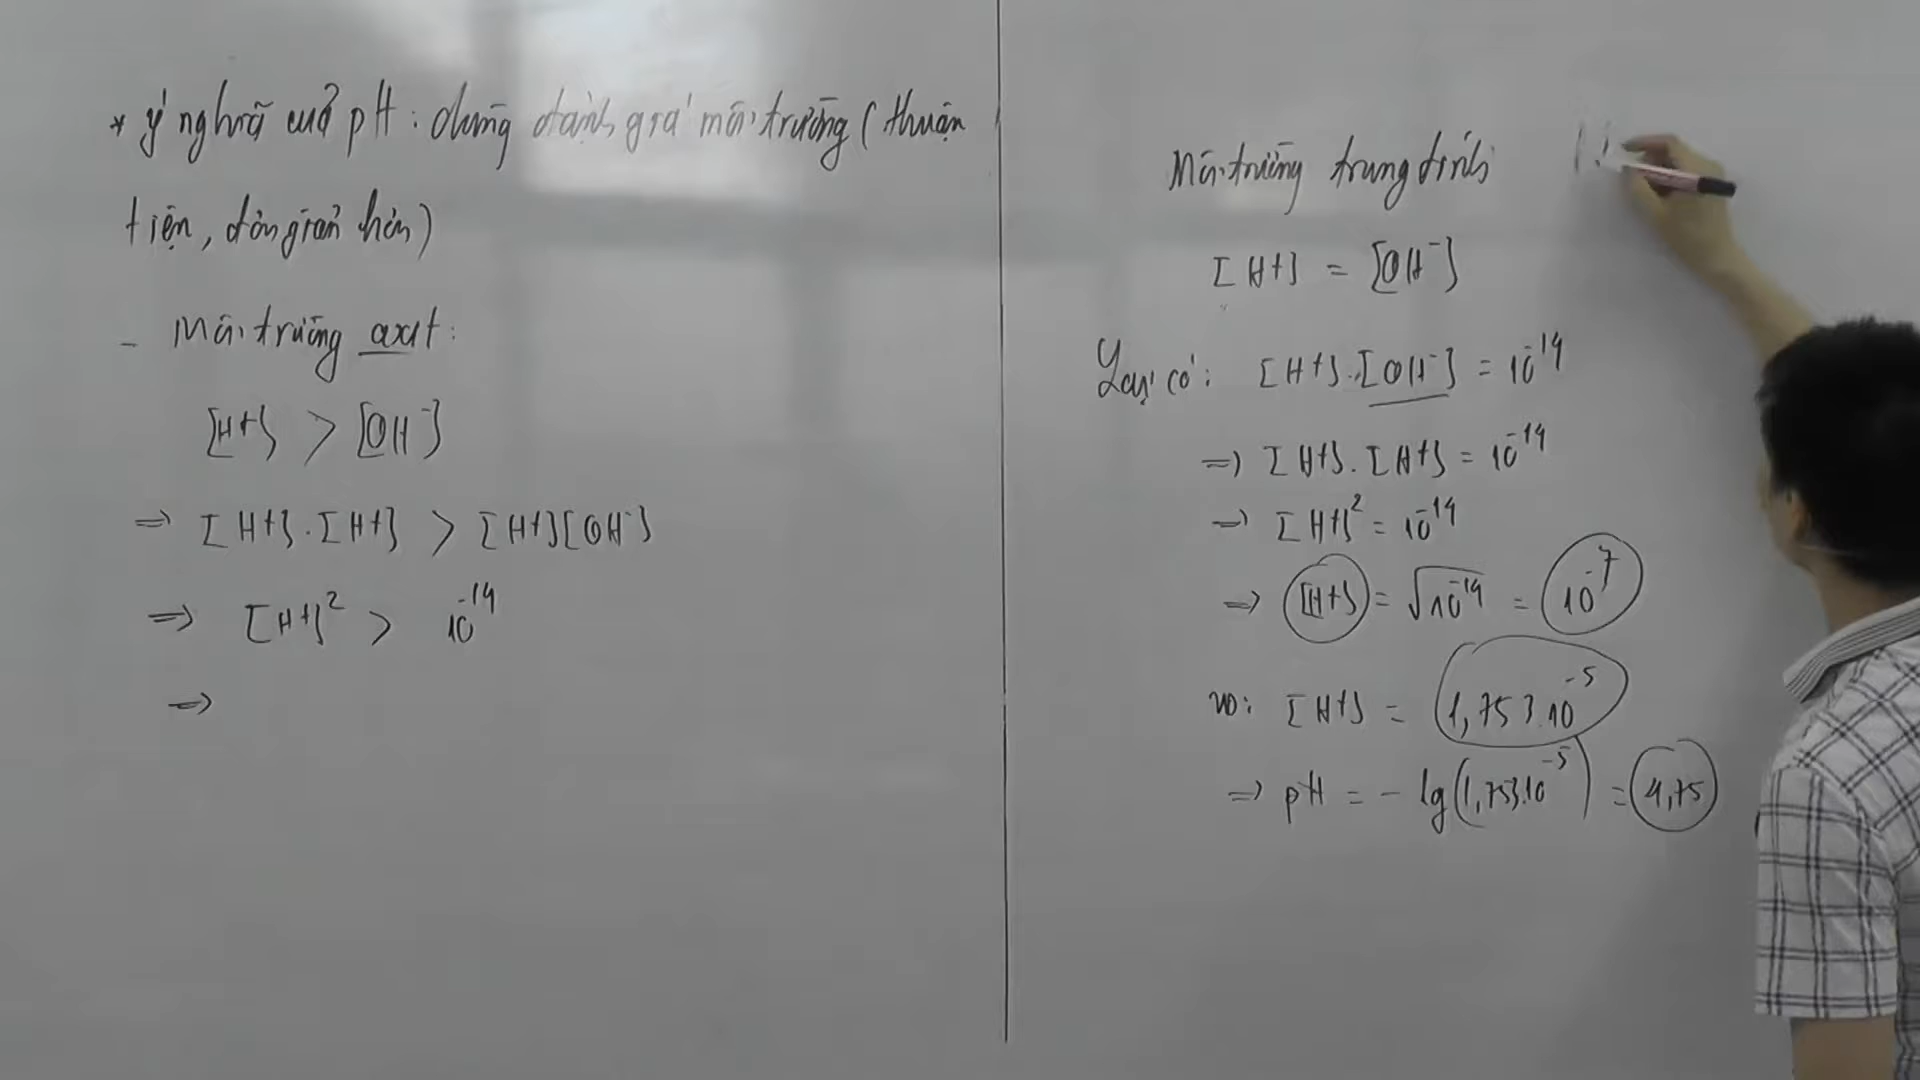 * ý nghĩa của pH : dùng đánh giá môi trường ( thuận
tiện, đơn giản hơn )
- Môi trường axit :
[H+] > [OH⁻]
=> [H+] . [H+] > [H+] [OH⁻]
=> [H+]² > 10⁻¹⁴
=>
Môi trường trung tính
[H+] = [OH⁻]
Lại có : [H+] . [OH⁻] = 10⁻¹⁴
=> [H+] . [H+] = 10⁻¹⁴
=> [H+]² = 10⁻¹⁴
=> [H+] = √10⁻¹⁴ = 10⁻⁷
VD: [H+] = 1,753.10⁻⁵
=> pH = - lg(1,753.10⁻⁵) = 4,75